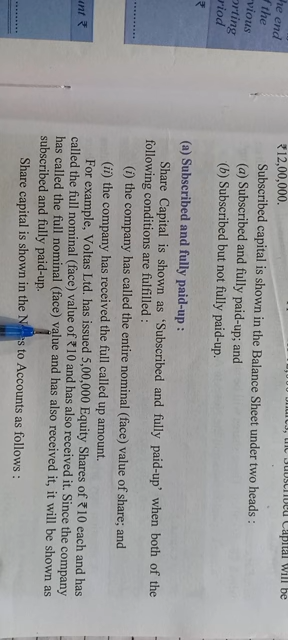 he end
f the
vious
orting
riod
₹
int ₹
₹12,00,000.
Subscribed capital is shown in the Balance Sheet under two heads :
(a) Subscribed and fully paid-up; and
(b) Subscribed but not fully paid-up.
(a) Subscribed and fully paid-up :
Share Capital is shown as ‘Subscribed and fully paid-up’ when both of the
following conditions are fulfilled :
(i) the company has called the entire nominal (face) value of share; and
(ii) the company has received the full called up amount.
For example, Voltas Ltd. has issued 5,00,000 Equity Shares of ₹10 each and has
called the full nominal (face) value of ₹10 and has also received it. Since the company
has called the full nominal (face) value and has also received it, it will be shown as
subscribed and fully paid-up.
Share capital is shown in the to Accounts as follows :